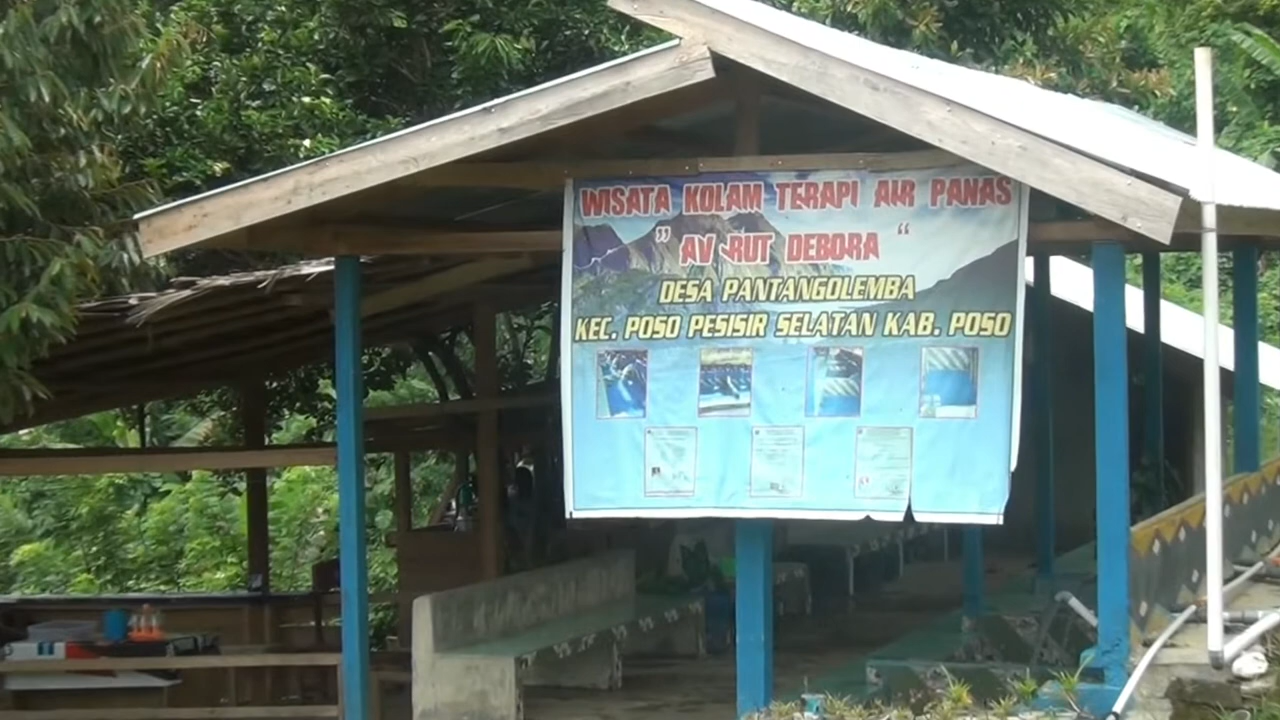 WISATA KOLAM TERAPI AIR PANAS
" AV RUT DEBORA "
DESA PANTANGOLEMBA
KEC. POSO PESISIR SELATAN KAB. POSO